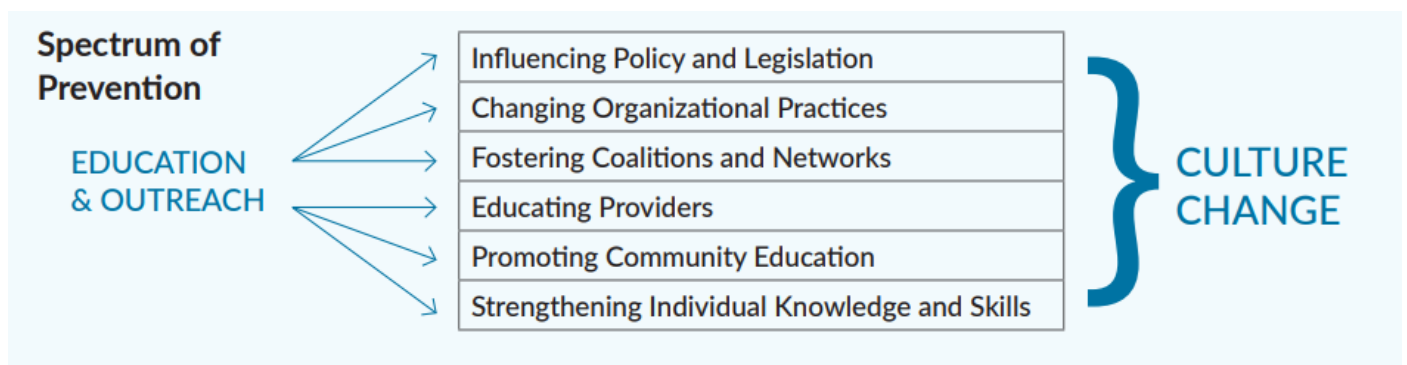 Spectrum of
Prevention
EDUCATION
& OUTREACH
Influencing Policy and Legislation
Changing Organizational Practices
Fostering Coalitions and Networks
Educating Providers
Promoting Community Education
Strengthening Individual Knowledge and Skills
CULTURE
CHANGE